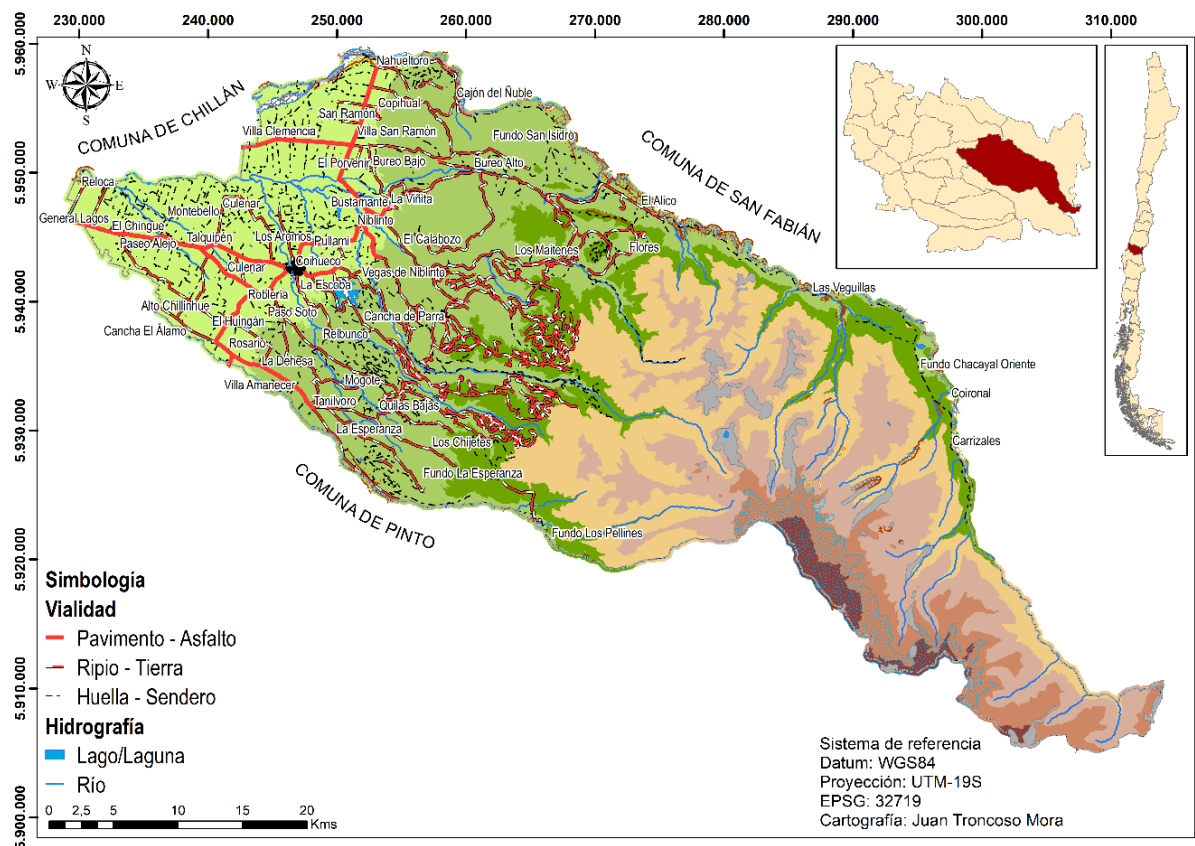 230.000 240.000 250.000 260.000 270.000 280.000 290.000 300.000 310.000
5.960.000
5.950.000
5.940.000
5.930.000
5.920.000
5.910.000
5.900.000
N
W E
S
COMUNA DE CHILLÁN
COMUNA DE SAN FABIÁN
COMUNA DE PINTO
Nahueltoro
Cajón del Ñuble
Copihual
San Ramón
Villa Clemencia
Villa San Ramón
Fundo San Isidro
El Porvenir
Bureo Bajo
Bureo Alto
Reloca
Bustamante
La Viñita
El Alico
General Lagos
El Chingue
Montebello
Culenar
Niblinto
Paseo Alejo
Talquipén
Los Aromos
Pullami
El Calabozo
Los Maitenes
Flores
Culenar
Coihueco
Vegas de Niblinto
Las Veguillas
La Escoba
Roblería
Alto Chillinhue
Paso Soto
Cancha de Parra
Cancha El Álamo
El Huingán
Relbunco
Rosario
La Dehesa
Fundo Chacayal Oriente
Villa Amanecer
Mogote
Coironal
Tanilvoro
Quilas Bajas
La Esperanza
Los Chijetes
Carrizales
Fundo La Esperanza
Fundo Los Pellines
Simbología
Vialidad
Pavimento - Asfalto
Ripio - Tierra
Huella - Sendero
Hidrografía
Lago/Laguna
Río
0 2,5 5 10 15 20
Kms
Sistema de referencia
Datum: WGS84
Proyección: UTM-19S
EPSG: 32719
Cartografía: Juan Troncoso Mora